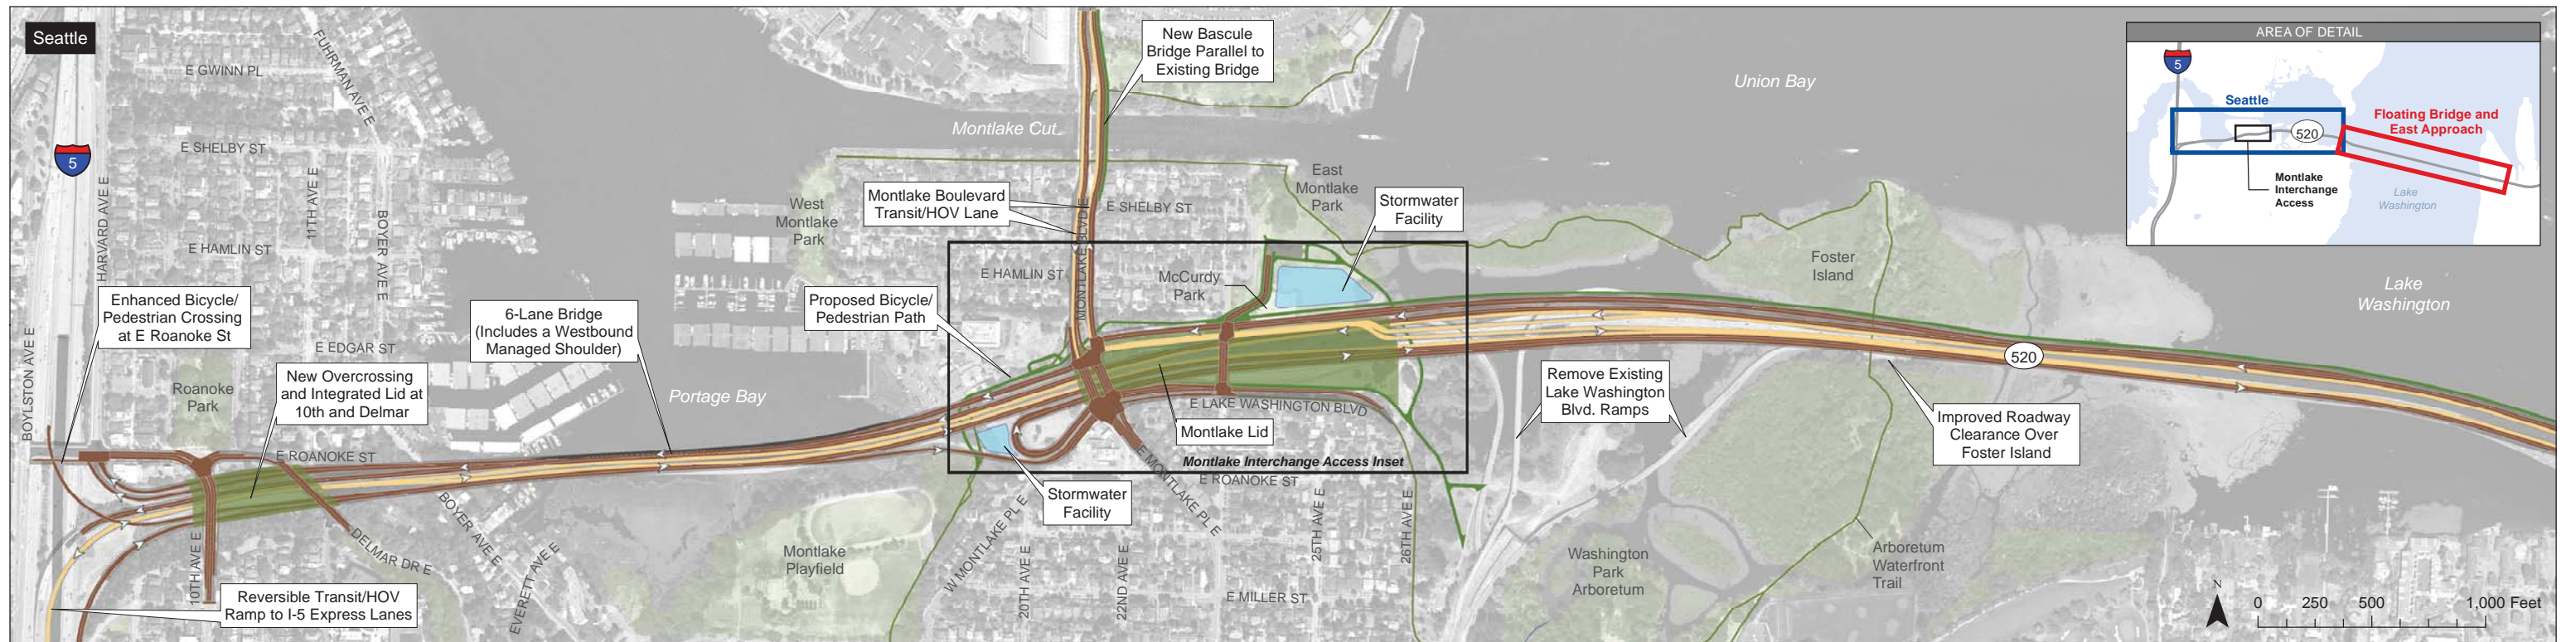 Seattle
5
FUHRMAN AVE E
E GWINN PL
E SHELBY ST
HARVARD AVE E
11TH AVE E
BOYER AVE E
E HAMLIN ST
BOYLSTON AVE E
Enhanced Bicycle/
Pedestrian Crossing
at E Roanoke St
E EDGAR ST
Roanoke
Park
New Overcrossing
and Integrated Lid at
10th and Delmar
E ROANOKE ST
6-Lane Bridge
(Includes a Westbound
Managed Shoulder)
Portage Bay
10TH AVE E
DELMAR DR E
BOYER AVE E
EVERETT AVE E
Reversible Transit/HOV
Ramp to I-5 Express Lanes
New Bascule
Bridge Parallel to
Existing Bridge
Montlake Cut
West
Montlake
Park
Montlake Boulevard
Transit/HOV Lane
MONTLAKE BLVD E
E SHELBY ST
East
Montlake
Park
Stormwater
Facility
E HAMLIN ST
McCurdy
Park
Proposed Bicycle/
Pedestrian Path
E LAKE WASHINGTON BLVD
Montlake Lid
Montlake Interchange Access Inset
E ROANOKE ST
E MONTLAKE PL E
Stormwater
Facility
W MONTLAKE PL E
Montlake
Playfield
20TH AVE E
22ND AVE E
25TH AVE E
26TH AVE E
E MILLER ST
Union Bay
Foster
Island
Remove Existing
Lake Washington
Blvd. Ramps
520
Improved Roadway
Clearance Over
Foster Island
Washington
Park
Arboretum
Arboretum
Waterfront
Trail
Lake
Washington
AREA OF DETAIL
5
Seattle
520
Floating Bridge and
East Approach
Montlake
Interchange
Access
Lake
Washington
N
0 250 500 1,000 Feet